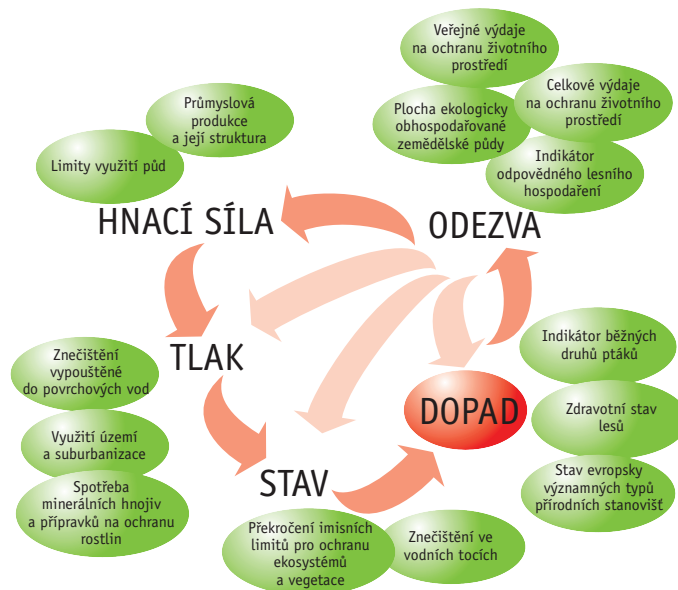 Veřejné výdaje
na ochranu životního
prostředí
Celkové výdaje
na ochranu životního
prostředí
Plocha ekologicky
obhospodařované
zemědělské půdy
Indikátor
odpovědného lesního
hospodaření
Průmyslová
produkce
a její struktura
Limity využití půd
HNACÍ SÍLA
ODEZVA
TLAK
Znečištění
vypouštěné
do povrchových vod
Využití území
a suburbanizace
Spotřeba
minerálních hnojiv
a přípravků na ochranu
rostlin
DOPAD
Indikátor běžných
druhů ptáků
Zdravotní stav
lesů
Stav evropsky
významných typů
přírodních stanovišť
STAV
Překročení imisních
limitů pro ochranu
ekosystémů
a vegetace
Znečištění ve
vodních tocích